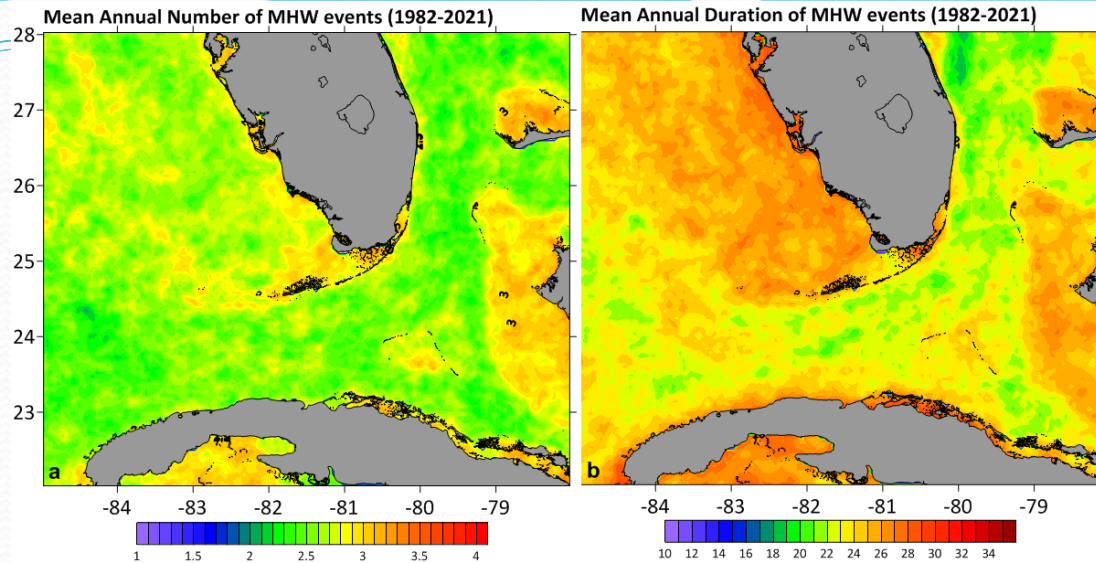 Mean Annual Number of MHW events (1982-2021) Mean Annual Duration of MHW events (1982-2021)
28
27
26
25
24
23
3
3
3
a b
-84 -83 -82 -81 -80 -79 -84 -83 -82 -81 -80 -79
1 1.5 2 2.5 3 3.5 4 10 12 14 16 18 20 22 24 26 28 30 32 34